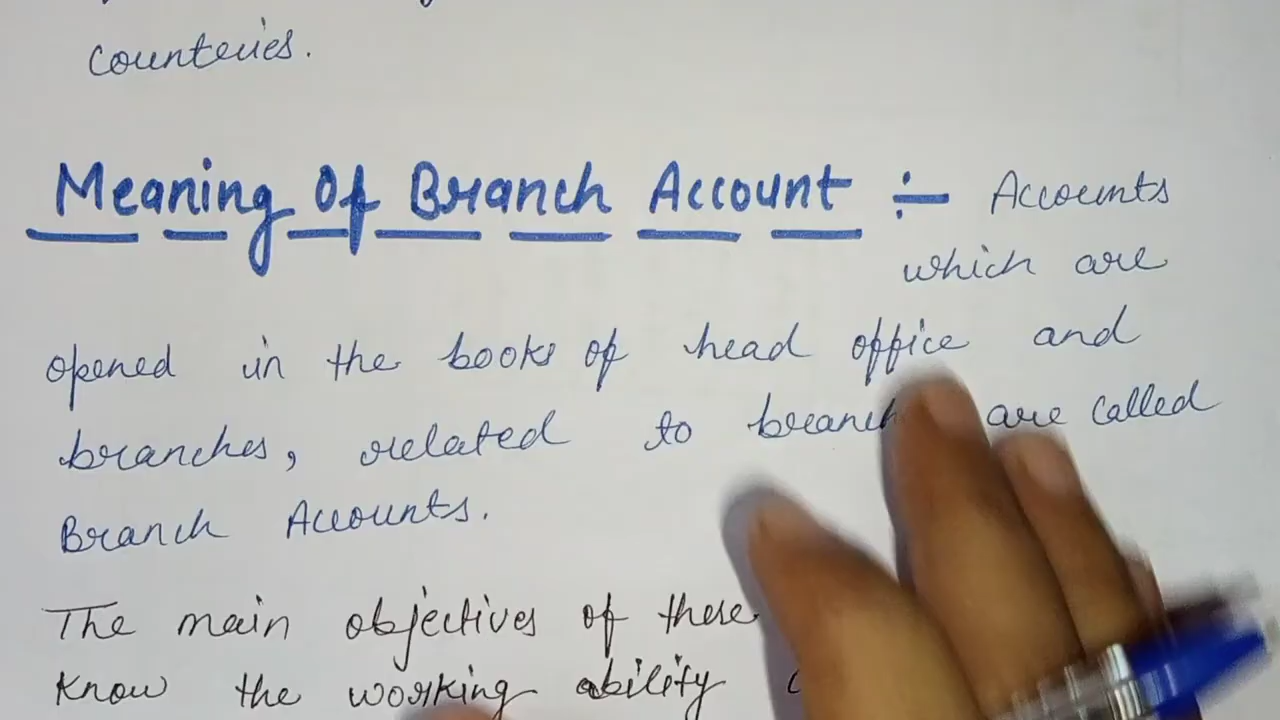 counteries.
Meaning Of Branch Account ÷ Accounts
which are
opened in the books of head office and
branches, related to branch are called
Branch Accounts.
The main objectives of these
know the working ability